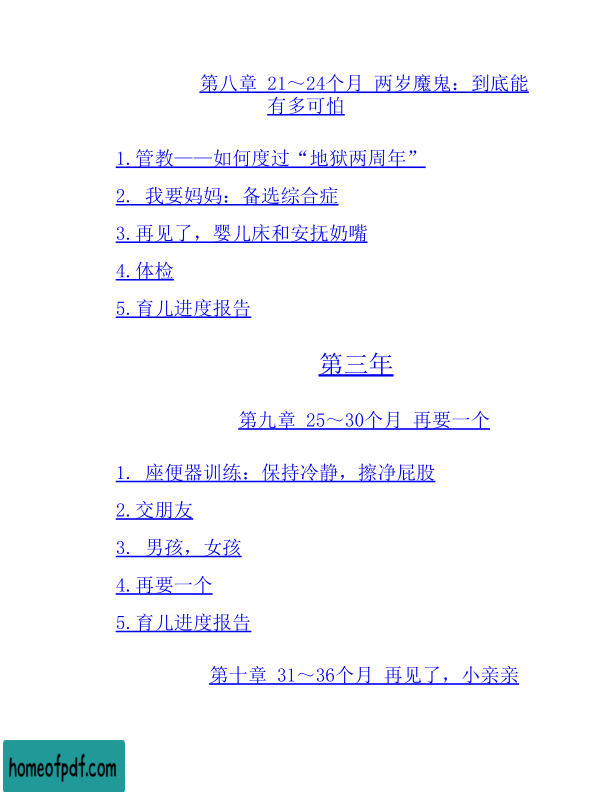 第八章 21～24个月 两岁魔鬼：到底能
有多可怕
1.管教——如何度过“地狱两周年”
2. 我要妈妈：备选综合症
3.再见了，婴儿床和安抚奶嘴
4.体检
5.育儿进度报告
第三年
第九章 25～30个月 再要一个
1. 座便器训练：保持冷静，擦净屁股
2.交朋友
3. 男孩，女孩
4.再要一个
5.育儿进度报告
第十章 31～36个月 再见了，小亲亲
homeofpdf.com